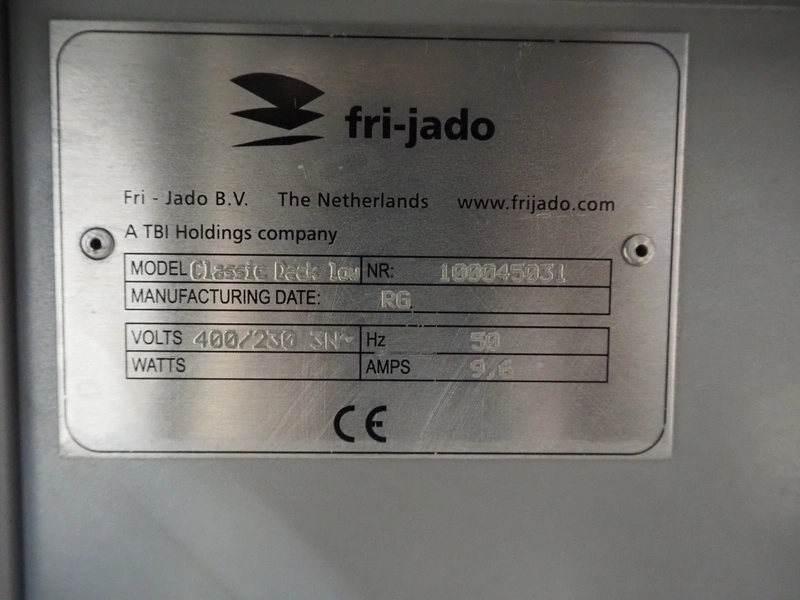 fri-jado
Fri - Jado B.V. The Netherlands www.frijado.com
A TBI Holdings company
MODEL Classic Deck low NR: 100045031
MANUFACTURING DATE: RG
VOLTS 400/230 3N~ Hz 50
WATTS AMPS 9,6
CE